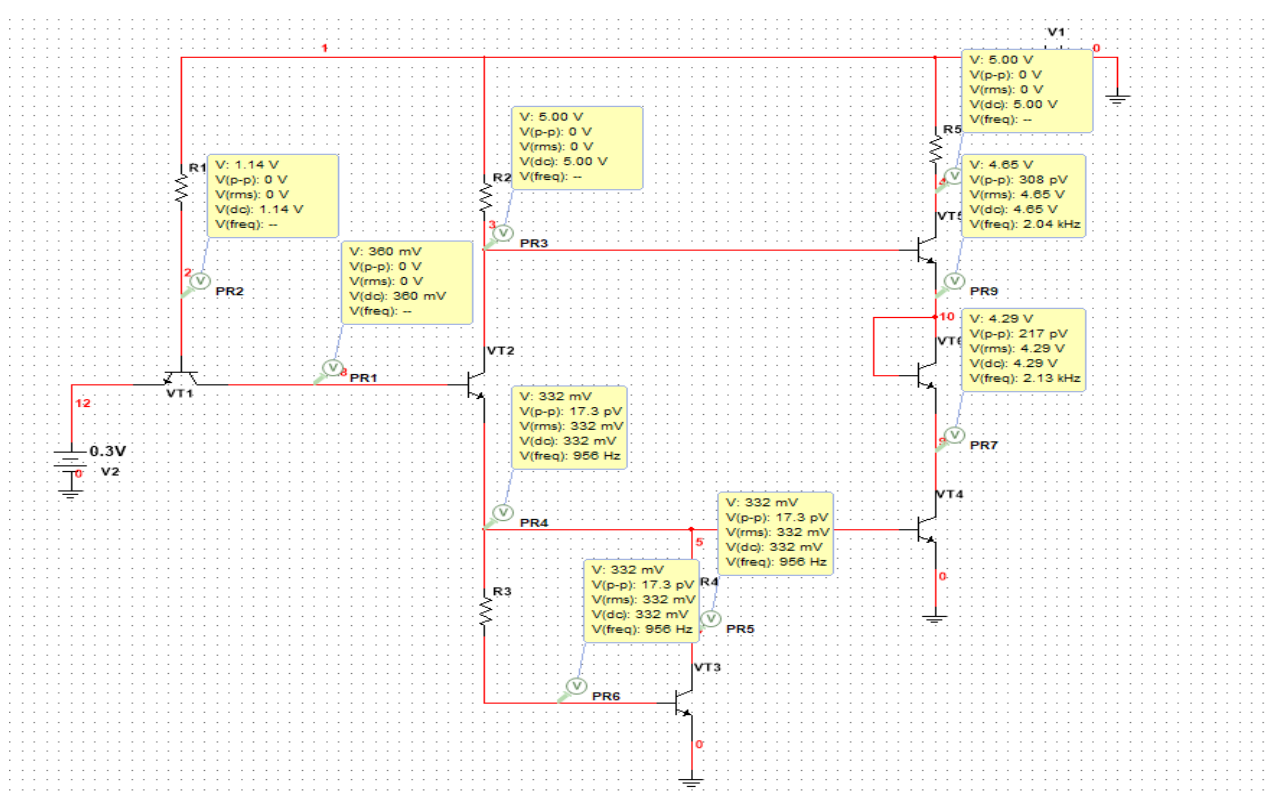 V1
1
0
V: 5.00 V
V(p-p): 0 V
V(rms): 0 V
V(dc): 5.00 V
V(freq): --
V: 5.00 V
V(p-p): 0 V
V(rms): 0 V
V(dc): 5.00 V
V(freq): --
R5
R1
V: 1.14 V
V(p-p): 0 V
V(rms): 0 V
V(dc): 1.14 V
V(freq): --
R2
V: 4.65 V
V(p-p): 308 pV
V(rms): 4.65 V
V(dc): 4.65 V
V(freq): 2.04 kHz
4
V
VT5
3
V
PR3
V: 360 mV
V(p-p): 0 V
V(rms): 0 V
V(dc): 360 mV
V(freq): --
2
V
PR2
V
PR9
10
V: 4.29 V
V(p-p): 217 pV
V(rms): 4.29 V
V(dc): 4.29 V
V(freq): 2.13 kHz
VT6
VT2
V
8
PR1
VT1
12
V: 332 mV
V(p-p): 17.3 pV
V(rms): 332 mV
V(dc): 332 mV
V(freq): 956 Hz
0.3V
V2
0
9
V
PR7
VT4
V
PR4
V: 332 mV
V(p-p): 17.3 pV
V(rms): 332 mV
V(dc): 332 mV
V(freq): 956 Hz
5
V: 332 mV
V(p-p): 17.3 pV
V(rms): 332 mV
V(dc): 332 mV
V(freq): 956 Hz
R4
0
R3
V
PR5
VT3
V
PR6
0